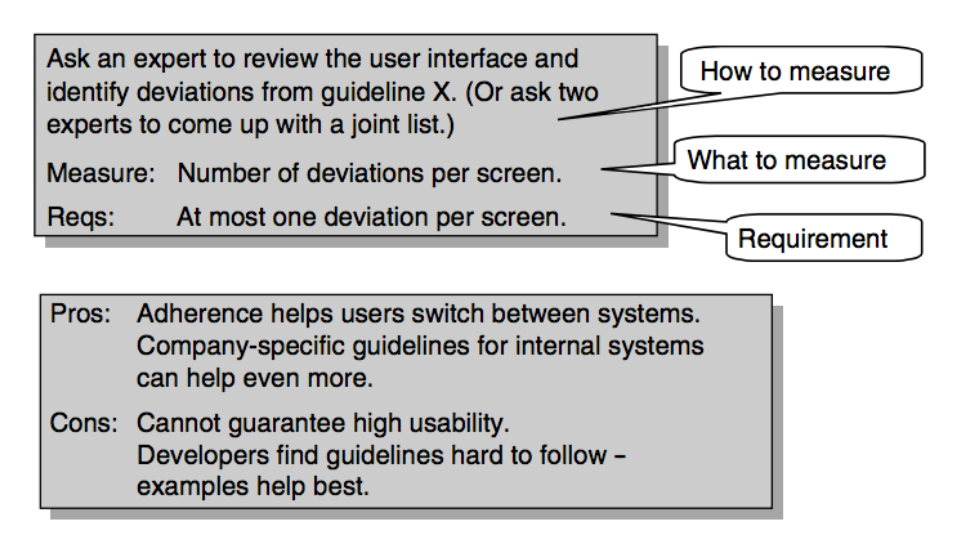 Ask an expert to review the user interface and
identify deviations from guideline X. (Or ask two
experts to come up with a joint list.)
How to measure
Measure: Number of deviations per screen.
What to measure
Reqs: At most one deviation per screen.
Requirement
Pros: Adherence helps users switch between systems.
Company-specific guidelines for internal systems
can help even more.
Cons: Cannot guarantee high usability.
Developers find guidelines hard to follow –
examples help best.